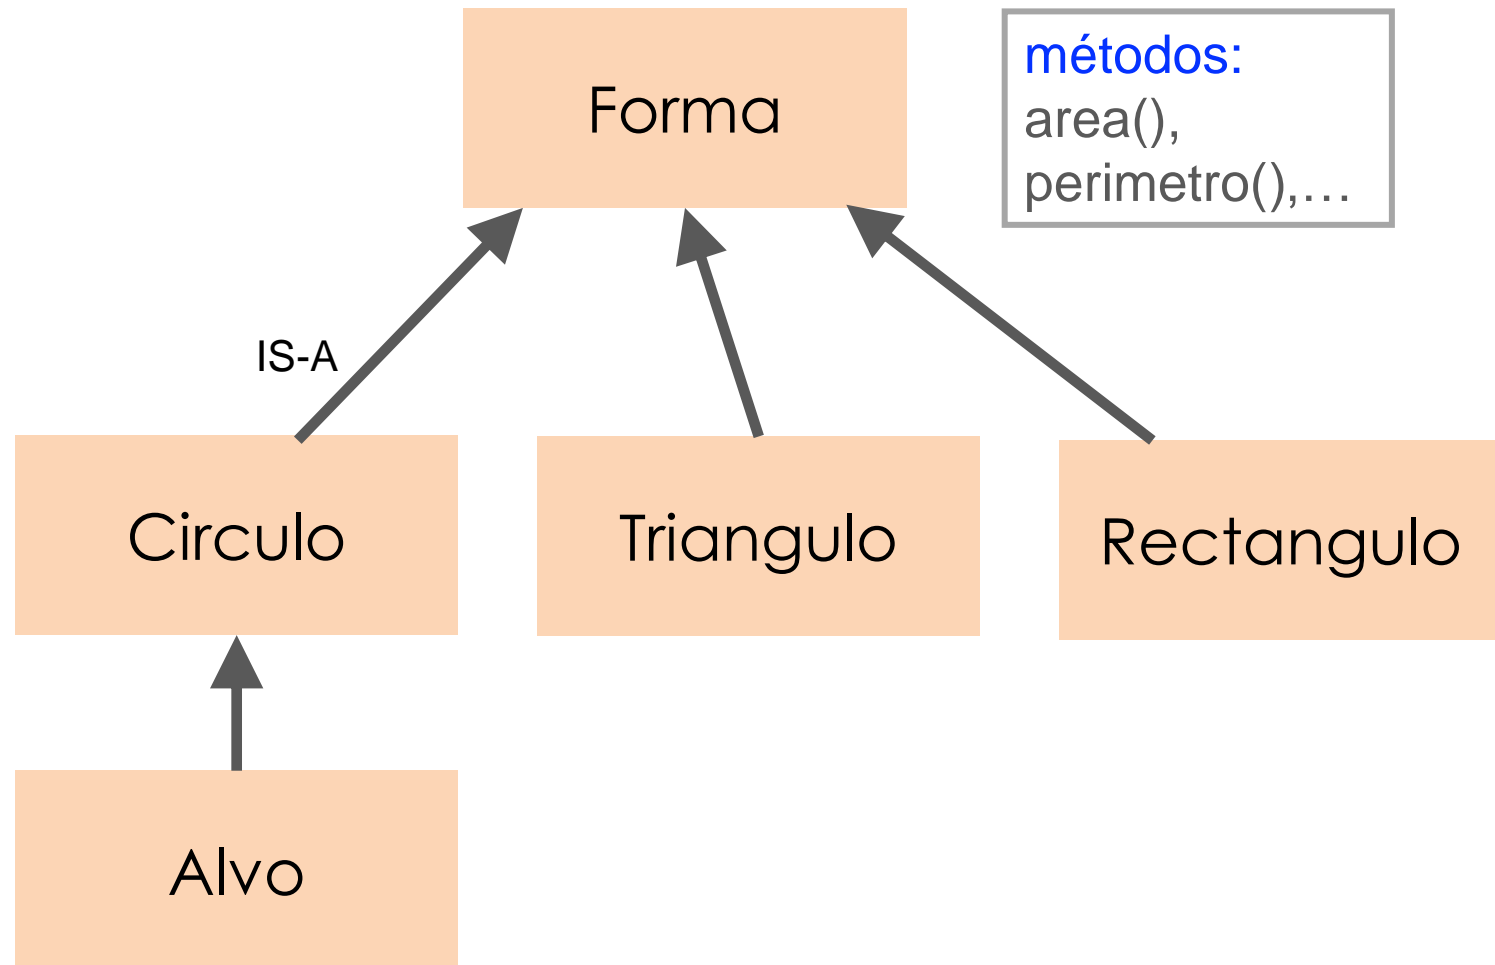 Forma
métodos:
area(),
perimetro(),…
IS-A
Circulo
Triangulo
Rectangulo
Alvo